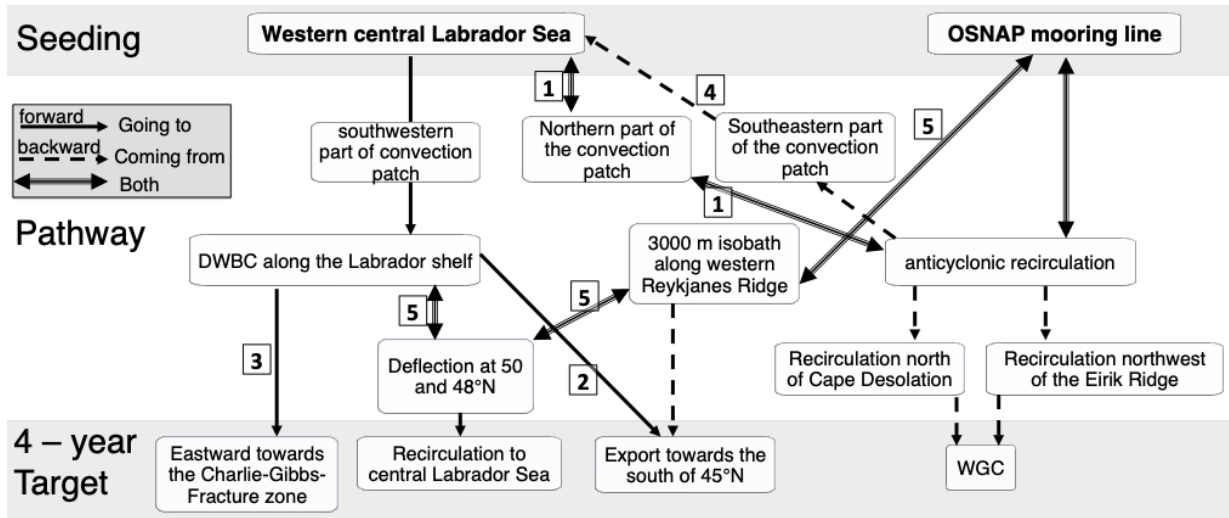 Seeding
Western central Labrador Sea
OSNAP mooring line
1
4
5
forward
Going to
backward
Coming from
Both
southwestern
part of convection
patch
Northern part of
the convection
patch
Southeastern part
of the convection
patch
1
Pathway
DWBC along the Labrador shelf
3000 m isobath
along western
Reykjanes Ridge
anticyclonic recirculation
5
5
3
2
Deflection at 50
and 48°N
Recirculation north
of Cape Desolation
Recirculation northwest
of the Eirik Ridge
4 – year
Target
Eastward towards
the Charlie-Gibbs-
Fracture zone
Recirculation to
central Labrador Sea
Export towards the
south of 45°N
WGC